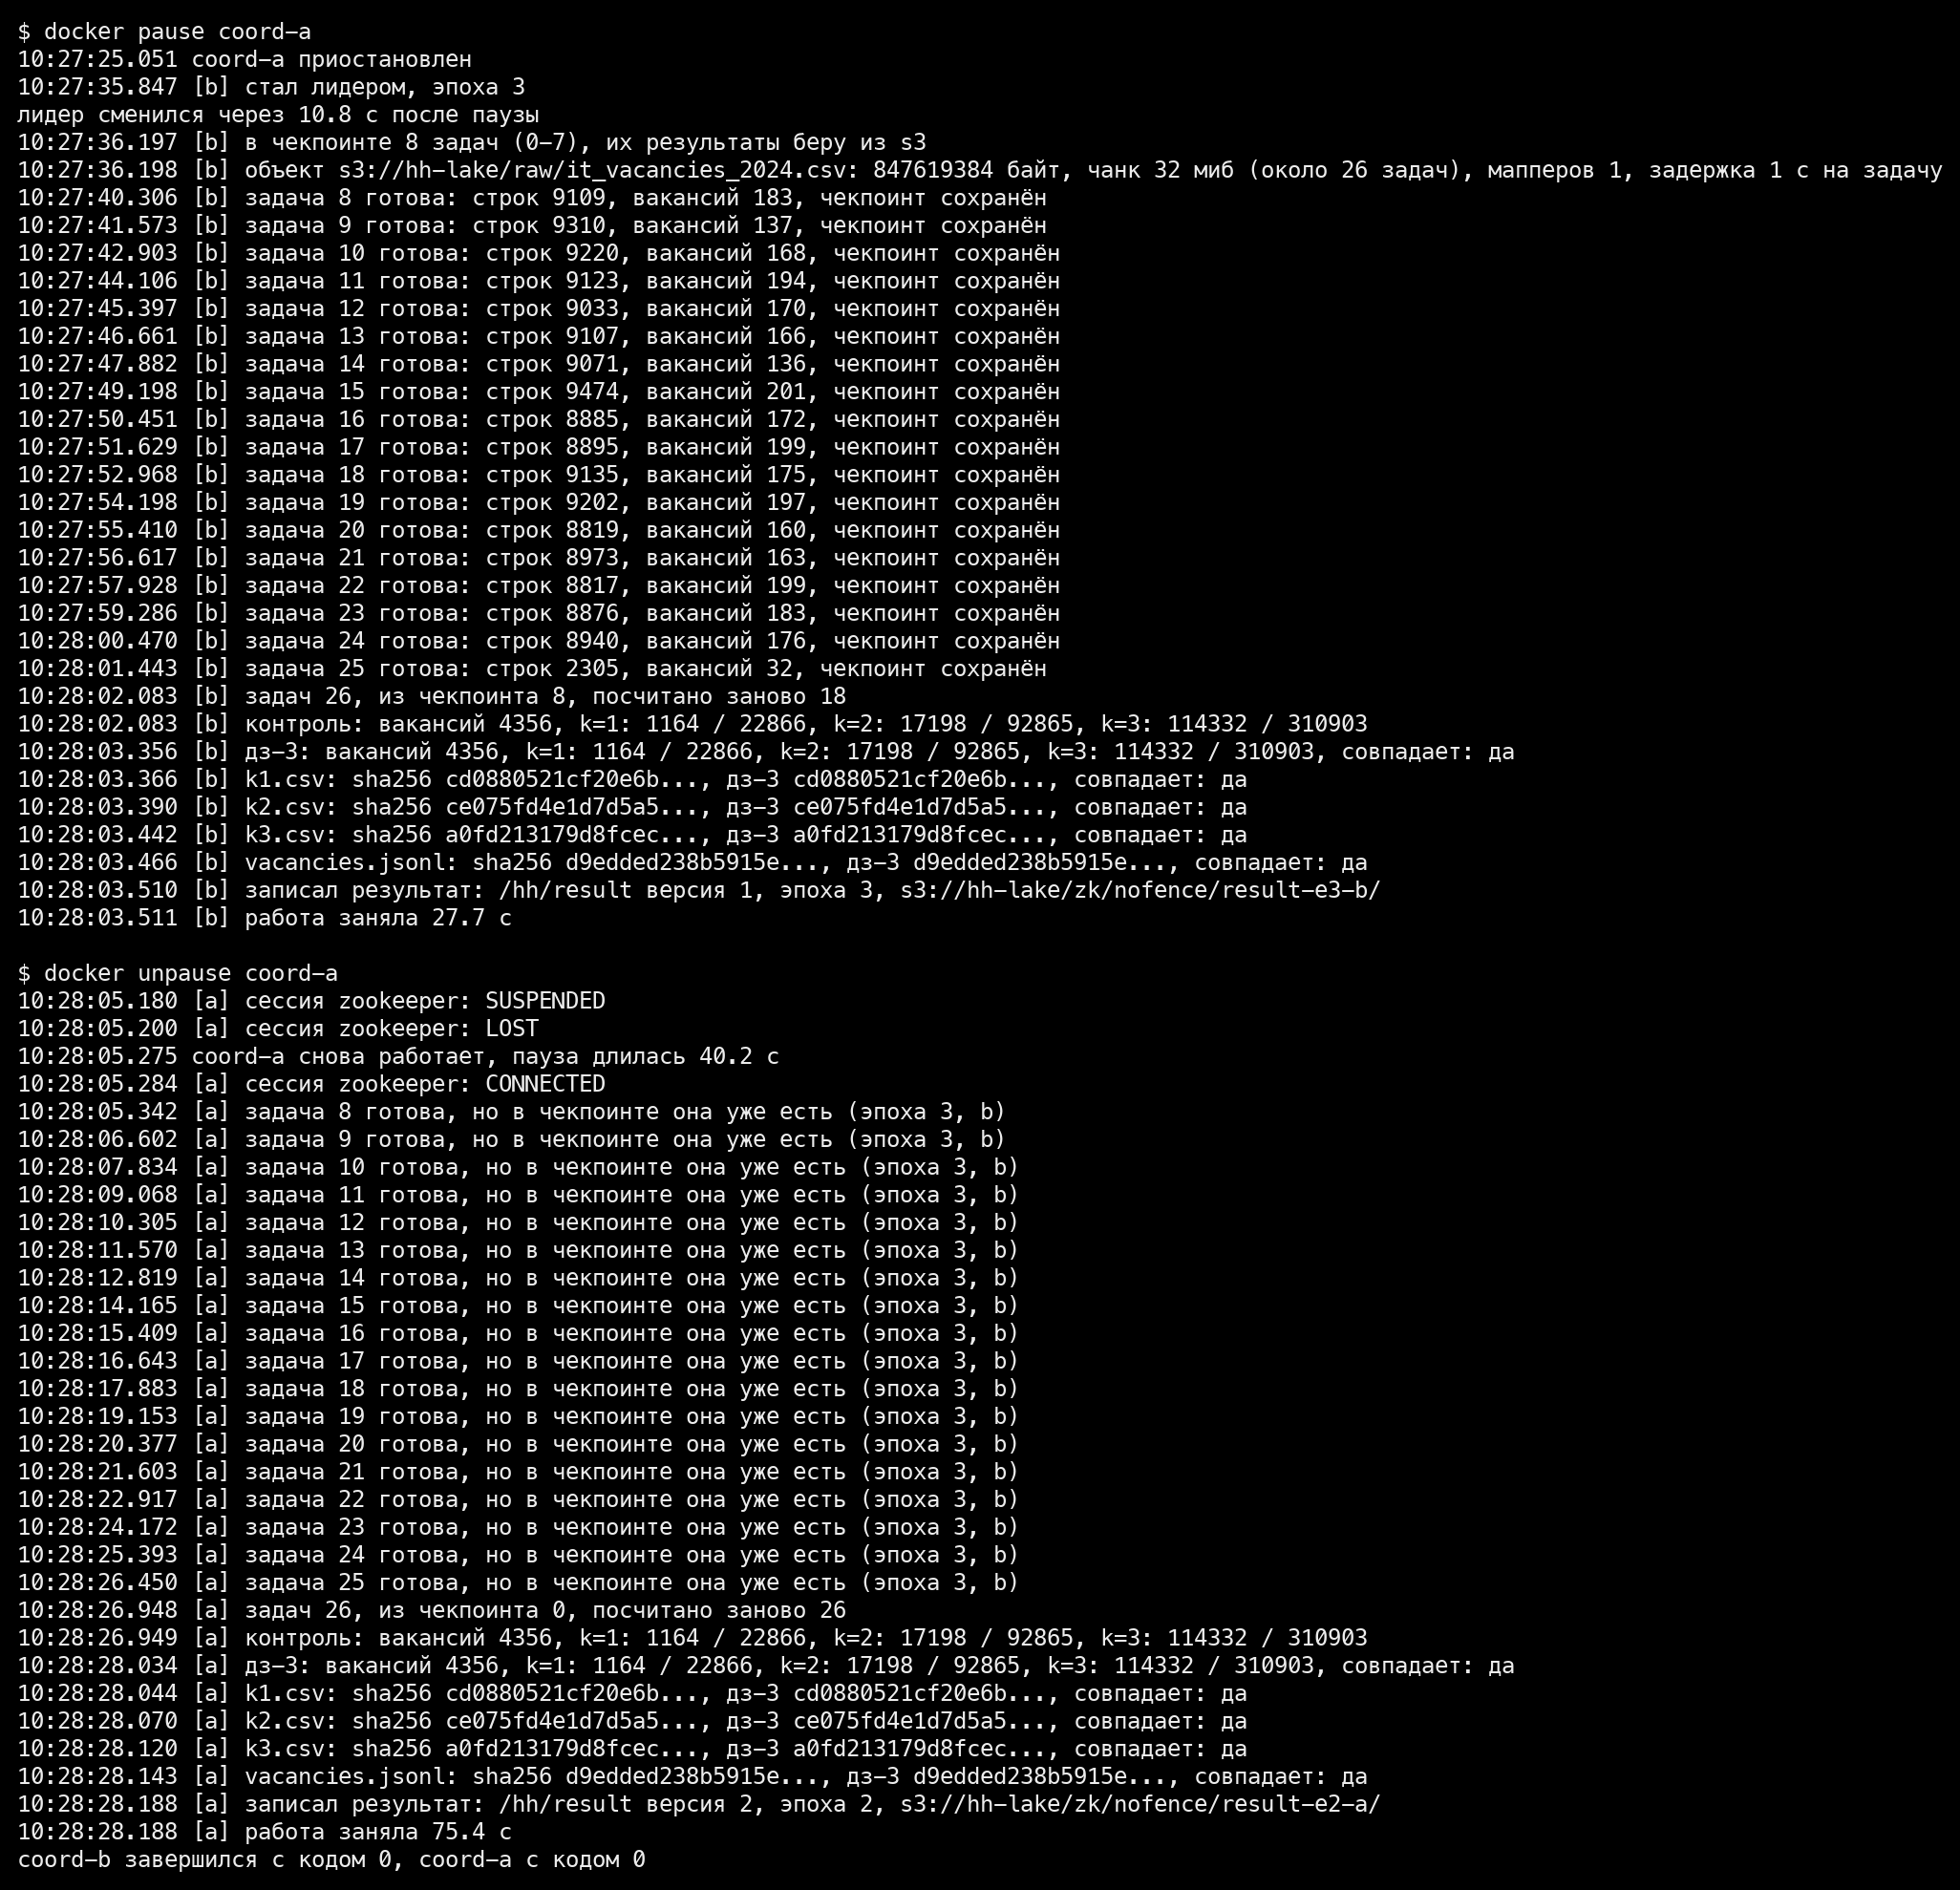 $ docker pause coord-a
10:27:25.051 coord-a приостановлен
10:27:35.847 [b] стал лидером, эпоха 3
лидер сменился через 10.8 с после паузы
10:27:36.197 [b] в чекпоинте 8 задач (0-7), их результаты беру из s3
10:27:36.198 [b] объект s3://hh-lake/raw/it_vacancies_2024.csv: 847619384 байт, чанк 32 миб (около 26 задач), мапперов 1, задержка 1 с на задачу
10:27:40.306 [b] задача 8 готова: строк 9109, вакансий 183, чекпоинт сохранён
10:27:41.573 [b] задача 9 готова: строк 9310, вакансий 137, чекпоинт сохранён
10:27:42.903 [b] задача 10 готова: строк 9220, вакансий 168, чекпоинт сохранён
10:27:44.106 [b] задача 11 готова: строк 9123, вакансий 194, чекпоинт сохранён
10:27:45.397 [b] задача 12 готова: строк 9033, вакансий 170, чекпоинт сохранён
10:27:46.661 [b] задача 13 готова: строк 9107, вакансий 166, чекпоинт сохранён
10:27:47.882 [b] задача 14 готова: строк 9071, вакансий 136, чекпоинт сохранён
10:27:49.198 [b] задача 15 готова: строк 9474, вакансий 201, чекпоинт сохранён
10:27:50.451 [b] задача 16 готова: строк 8885, вакансий 172, чекпоинт сохранён
10:27:51.629 [b] задача 17 готова: строк 8895, вакансий 199, чекпоинт сохранён
10:27:52.968 [b] задача 18 готова: строк 9135, вакансий 175, чекпоинт сохранён
10:27:54.198 [b] задача 19 готова: строк 9202, вакансий 197, чекпоинт сохранён
10:27:55.410 [b] задача 20 готова: строк 8819, вакансий 160, чекпоинт сохранён
10:27:56.617 [b] задача 21 готова: строк 8973, вакансий 163, чекпоинт сохранён
10:27:57.928 [b] задача 22 готова: строк 8817, вакансий 199, чекпоинт сохранён
10:27:59.286 [b] задача 23 готова: строк 8876, вакансий 183, чекпоинт сохранён
10:28:00.470 [b] задача 24 готова: строк 8940, вакансий 176, чекпоинт сохранён
10:28:01.443 [b] задача 25 готова: строк 2305, вакансий 32, чекпоинт сохранён
10:28:02.083 [b] задач 26, из чекпоинта 8, посчитано заново 18
10:28:02.083 [b] контроль: вакансий 4356, k=1: 1164 / 22866, k=2: 17198 / 92865, k=3: 114332 / 310903
10:28:03.356 [b] дз-3: вакансий 4356, k=1: 1164 / 22866, k=2: 17198 / 92865, k=3: 114332 / 310903, совпадает: да
10:28:03.366 [b] k1.csv: sha256 cd0880521cf20e6b..., дз-3 cd0880521cf20e6b..., совпадает: да
10:28:03.390 [b] k2.csv: sha256 ce075fd4e1d7d5a5..., дз-3 ce075fd4e1d7d5a5..., совпадает: да
10:28:03.442 [b] k3.csv: sha256 a0fd213179d8fcec..., дз-3 a0fd213179d8fcec..., совпадает: да
10:28:03.466 [b] vacancies.jsonl: sha256 d9edded238b5915e..., дз-3 d9edded238b5915e..., совпадает: да
10:28:03.510 [b] записал результат: /hh/result версия 1, эпоха 3, s3://hh-lake/zk/nofence/result-e3-b/
10:28:03.511 [b] работа заняла 27.7 с

$ docker unpause coord-a
10:28:05.180 [a] сессия zookeeper: SUSPENDED
10:28:05.200 [a] сессия zookeeper: LOST
10:28:05.275 coord-a снова работает, пауза длилась 40.2 с
10:28:05.284 [a] сессия zookeeper: CONNECTED
10:28:05.342 [a] задача 8 готова, но в чекпоинте она уже есть (эпоха 3, b)
10:28:06.602 [a] задача 9 готова, но в чекпоинте она уже есть (эпоха 3, b)
10:28:07.834 [a] задача 10 готова, но в чекпоинте она уже есть (эпоха 3, b)
10:28:09.068 [a] задача 11 готова, но в чекпоинте она уже есть (эпоха 3, b)
10:28:10.305 [a] задача 12 готова, но в чекпоинте она уже есть (эпоха 3, b)
10:28:11.570 [a] задача 13 готова, но в чекпоинте она уже есть (эпоха 3, b)
10:28:12.819 [a] задача 14 готова, но в чекпоинте она уже есть (эпоха 3, b)
10:28:14.165 [a] задача 15 готова, но в чекпоинте она уже есть (эпоха 3, b)
10:28:15.409 [a] задача 16 готова, но в чекпоинте она уже есть (эпоха 3, b)
10:28:16.643 [a] задача 17 готова, но в чекпоинте она уже есть (эпоха 3, b)
10:28:17.883 [a] задача 18 готова, но в чекпоинте она уже есть (эпоха 3, b)
10:28:19.153 [a] задача 19 готова, но в чекпоинте она уже есть (эпоха 3, b)
10:28:20.377 [a] задача 20 готова, но в чекпоинте она уже есть (эпоха 3, b)
10:28:21.603 [a] задача 21 готова, но в чекпоинте она уже есть (эпоха 3, b)
10:28:22.917 [a] задача 22 готова, но в чекпоинте она уже есть (эпоха 3, b)
10:28:24.172 [a] задача 23 готова, но в чекпоинте она уже есть (эпоха 3, b)
10:28:25.393 [a] задача 24 готова, но в чекпоинте она уже есть (эпоха 3, b)
10:28:26.450 [a] задача 25 готова, но в чекпоинте она уже есть (эпоха 3, b)
10:28:26.948 [a] задач 26, из чекпоинта 0, посчитано заново 26
10:28:26.949 [a] контроль: вакансий 4356, k=1: 1164 / 22866, k=2: 17198 / 92865, k=3: 114332 / 310903
10:28:28.034 [a] дз-3: вакансий 4356, k=1: 1164 / 22866, k=2: 17198 / 92865, k=3: 114332 / 310903, совпадает: да
10:28:28.044 [a] k1.csv: sha256 cd0880521cf20e6b..., дз-3 cd0880521cf20e6b..., совпадает: да
10:28:28.070 [a] k2.csv: sha256 ce075fd4e1d7d5a5..., дз-3 ce075fd4e1d7d5a5..., совпадает: да
10:28:28.120 [a] k3.csv: sha256 a0fd213179d8fcec..., дз-3 a0fd213179d8fcec..., совпадает: да
10:28:28.143 [a] vacancies.jsonl: sha256 d9edded238b5915e..., дз-3 d9edded238b5915e..., совпадает: да
10:28:28.188 [a] записал результат: /hh/result версия 2, эпоха 2, s3://hh-lake/zk/nofence/result-e2-a/
10:28:28.188 [a] работа заняла 75.4 с
coord-b завершился с кодом 0, coord-a с кодом 0